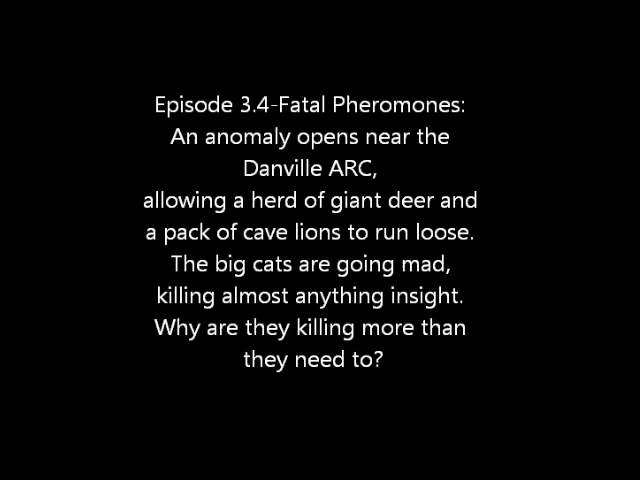 Episode 3.4-Fatal Pheromones:
An anomaly opens near the
Danville ARC,
allowing a herd of giant deer and
a pack of cave lions to run loose.
The big cats are going mad,
killing almost anything insight.
Why are they killing more than
they need to?